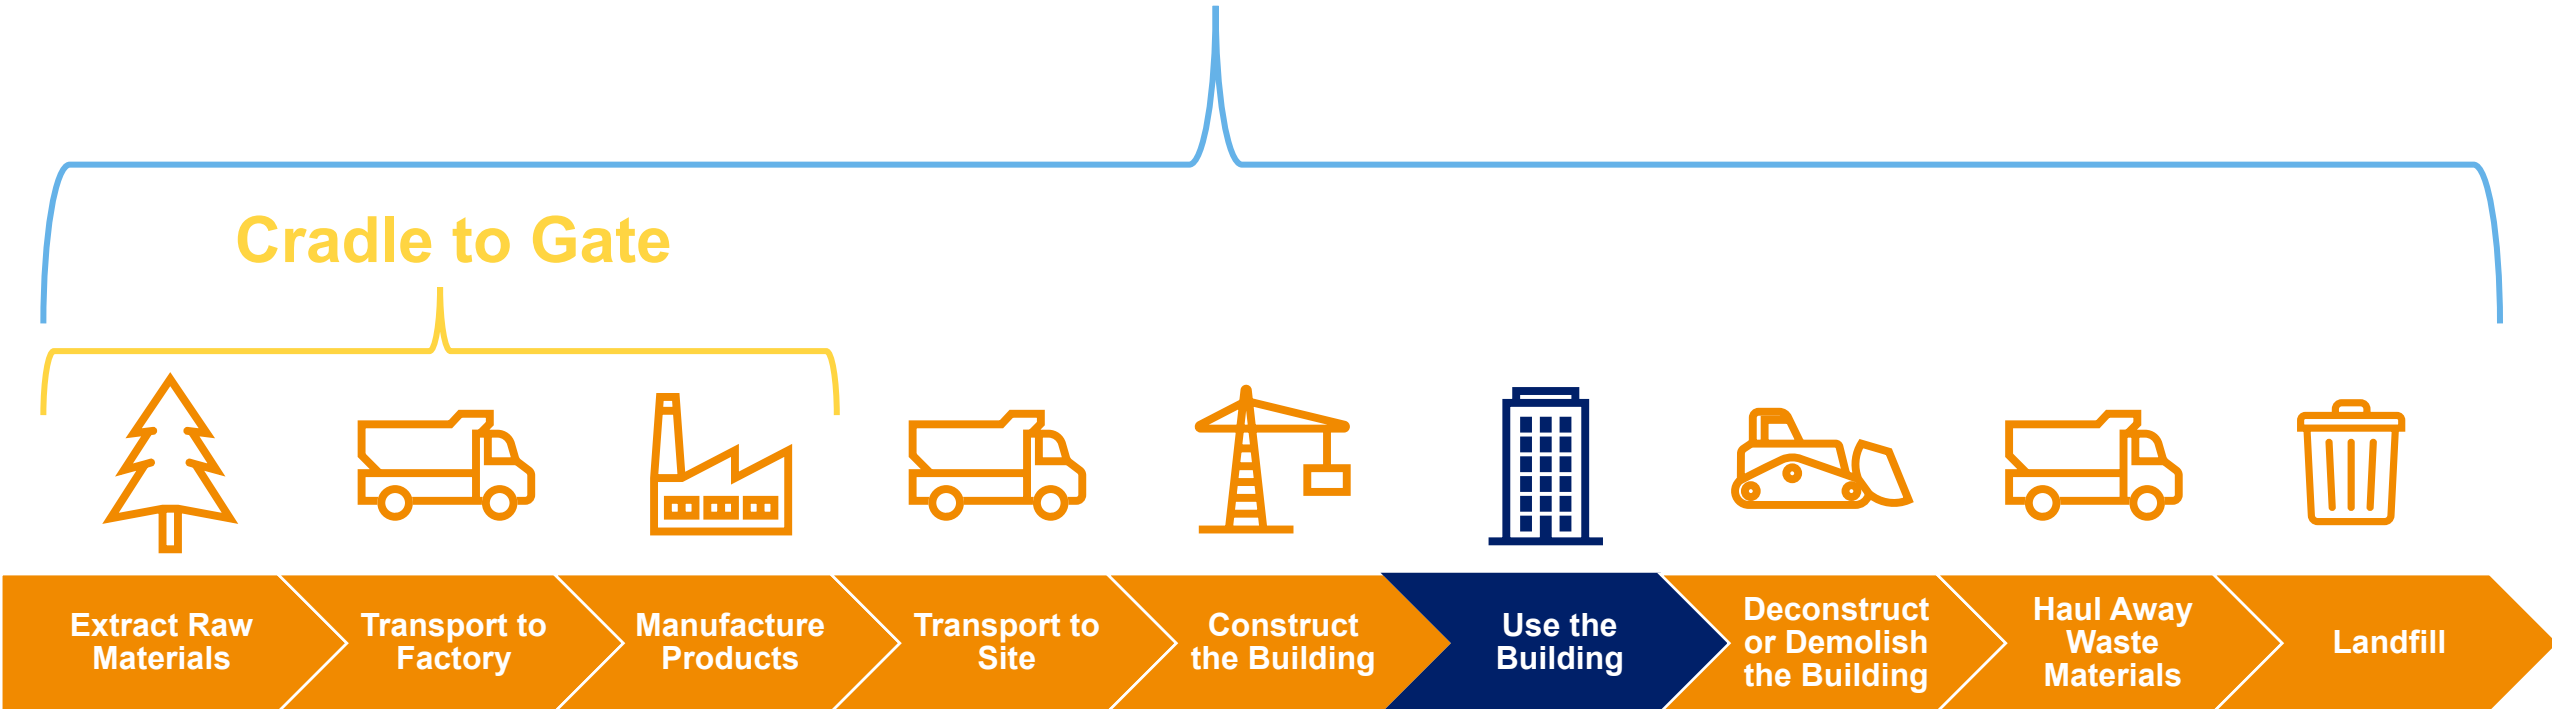 Cradle to Gate
Extract Raw
Materials
Transport to
Factory
Manufacture
Products
Transport to
Site
Construct
the Building
Use the
Building
Deconstruct
or Demolish
the Building
Haul Away
Waste
Materials
Landfill